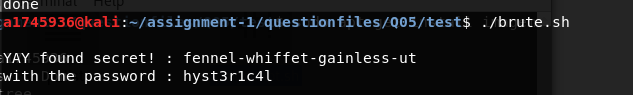 done
a1745936@kali:~/assignment-1/questionfiles/Q05/test$ ./brute.sh
YAY found secret! : fennel-whiffet-gainless-ut
with the password : hyst3r1c4l